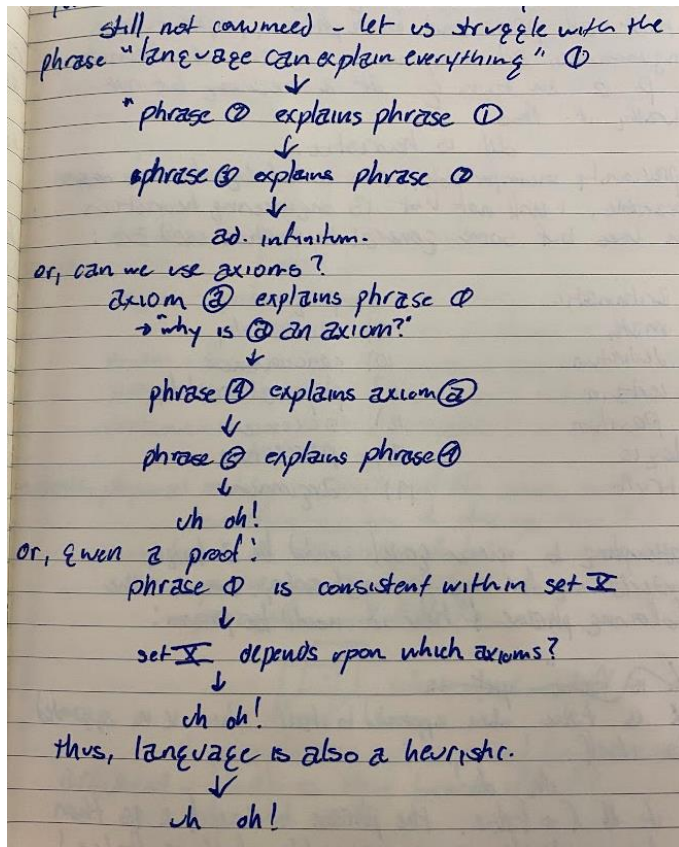 still not convinced - let us struggle with the
phrase "language can explain everything" ①
↓
"phrase ② explains phrase ①
↓
phrase ③ explains phrase ②
↓
ad. infinitum.
or, can we use axioms?
axiom ⓐ explains phrase ①
→ "why is ⓐ an axiom?"
↓
phrase ④ explains axiom ⓐ
↓
phrase ⑤ explains phrase ④
↓
uh oh!
or, given a proof:
phrase ① is consistent within set X
↓
set X depends upon which axioms?
↓
uh oh!
thus, language is also a heuristic.
↓
uh oh!